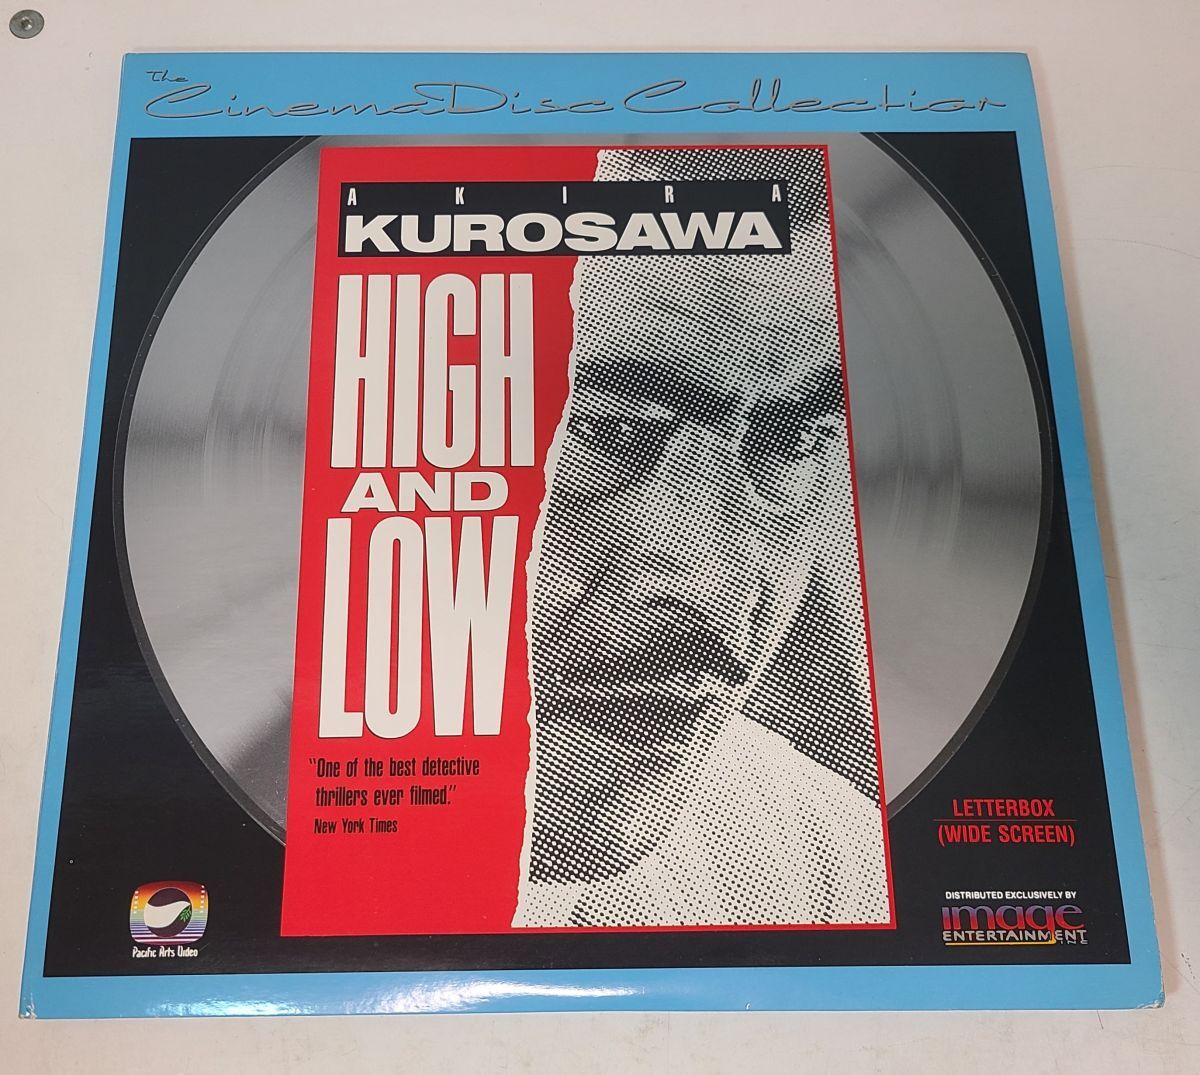 The
CinemaDisc Collection
AKIRA
KUROSAWA
HIGH
AND
LOW
"One of the best detective
thrillers ever filmed."
New York Times
LETTERBOX
(WIDE SCREEN)
DISTRIBUTED EXCLUSIVELY BY
image
ENTERTAINMENT
INC
Pacific Arts Video